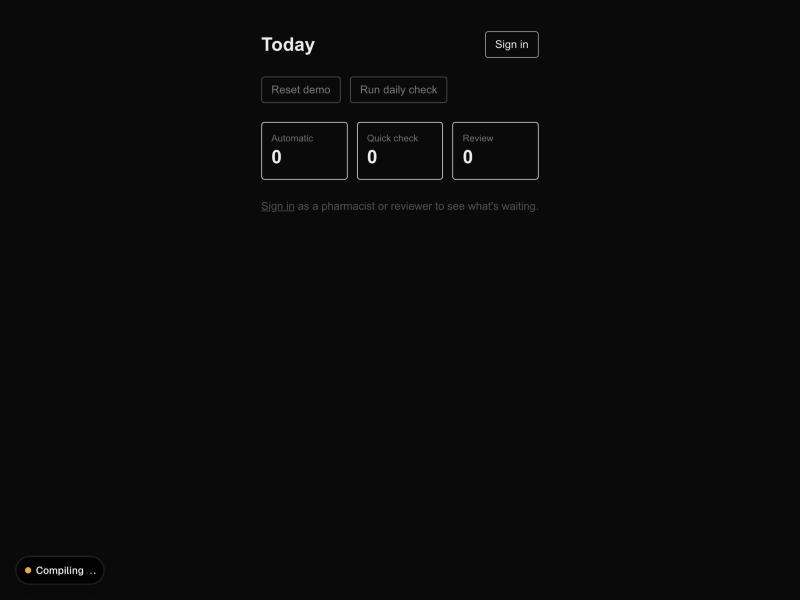 Today
Sign in
Reset demo
Run daily check
Automatic
0
Quick check
0
Review
0
Sign in as a pharmacist or reviewer to see what's waiting.
Compiling ...